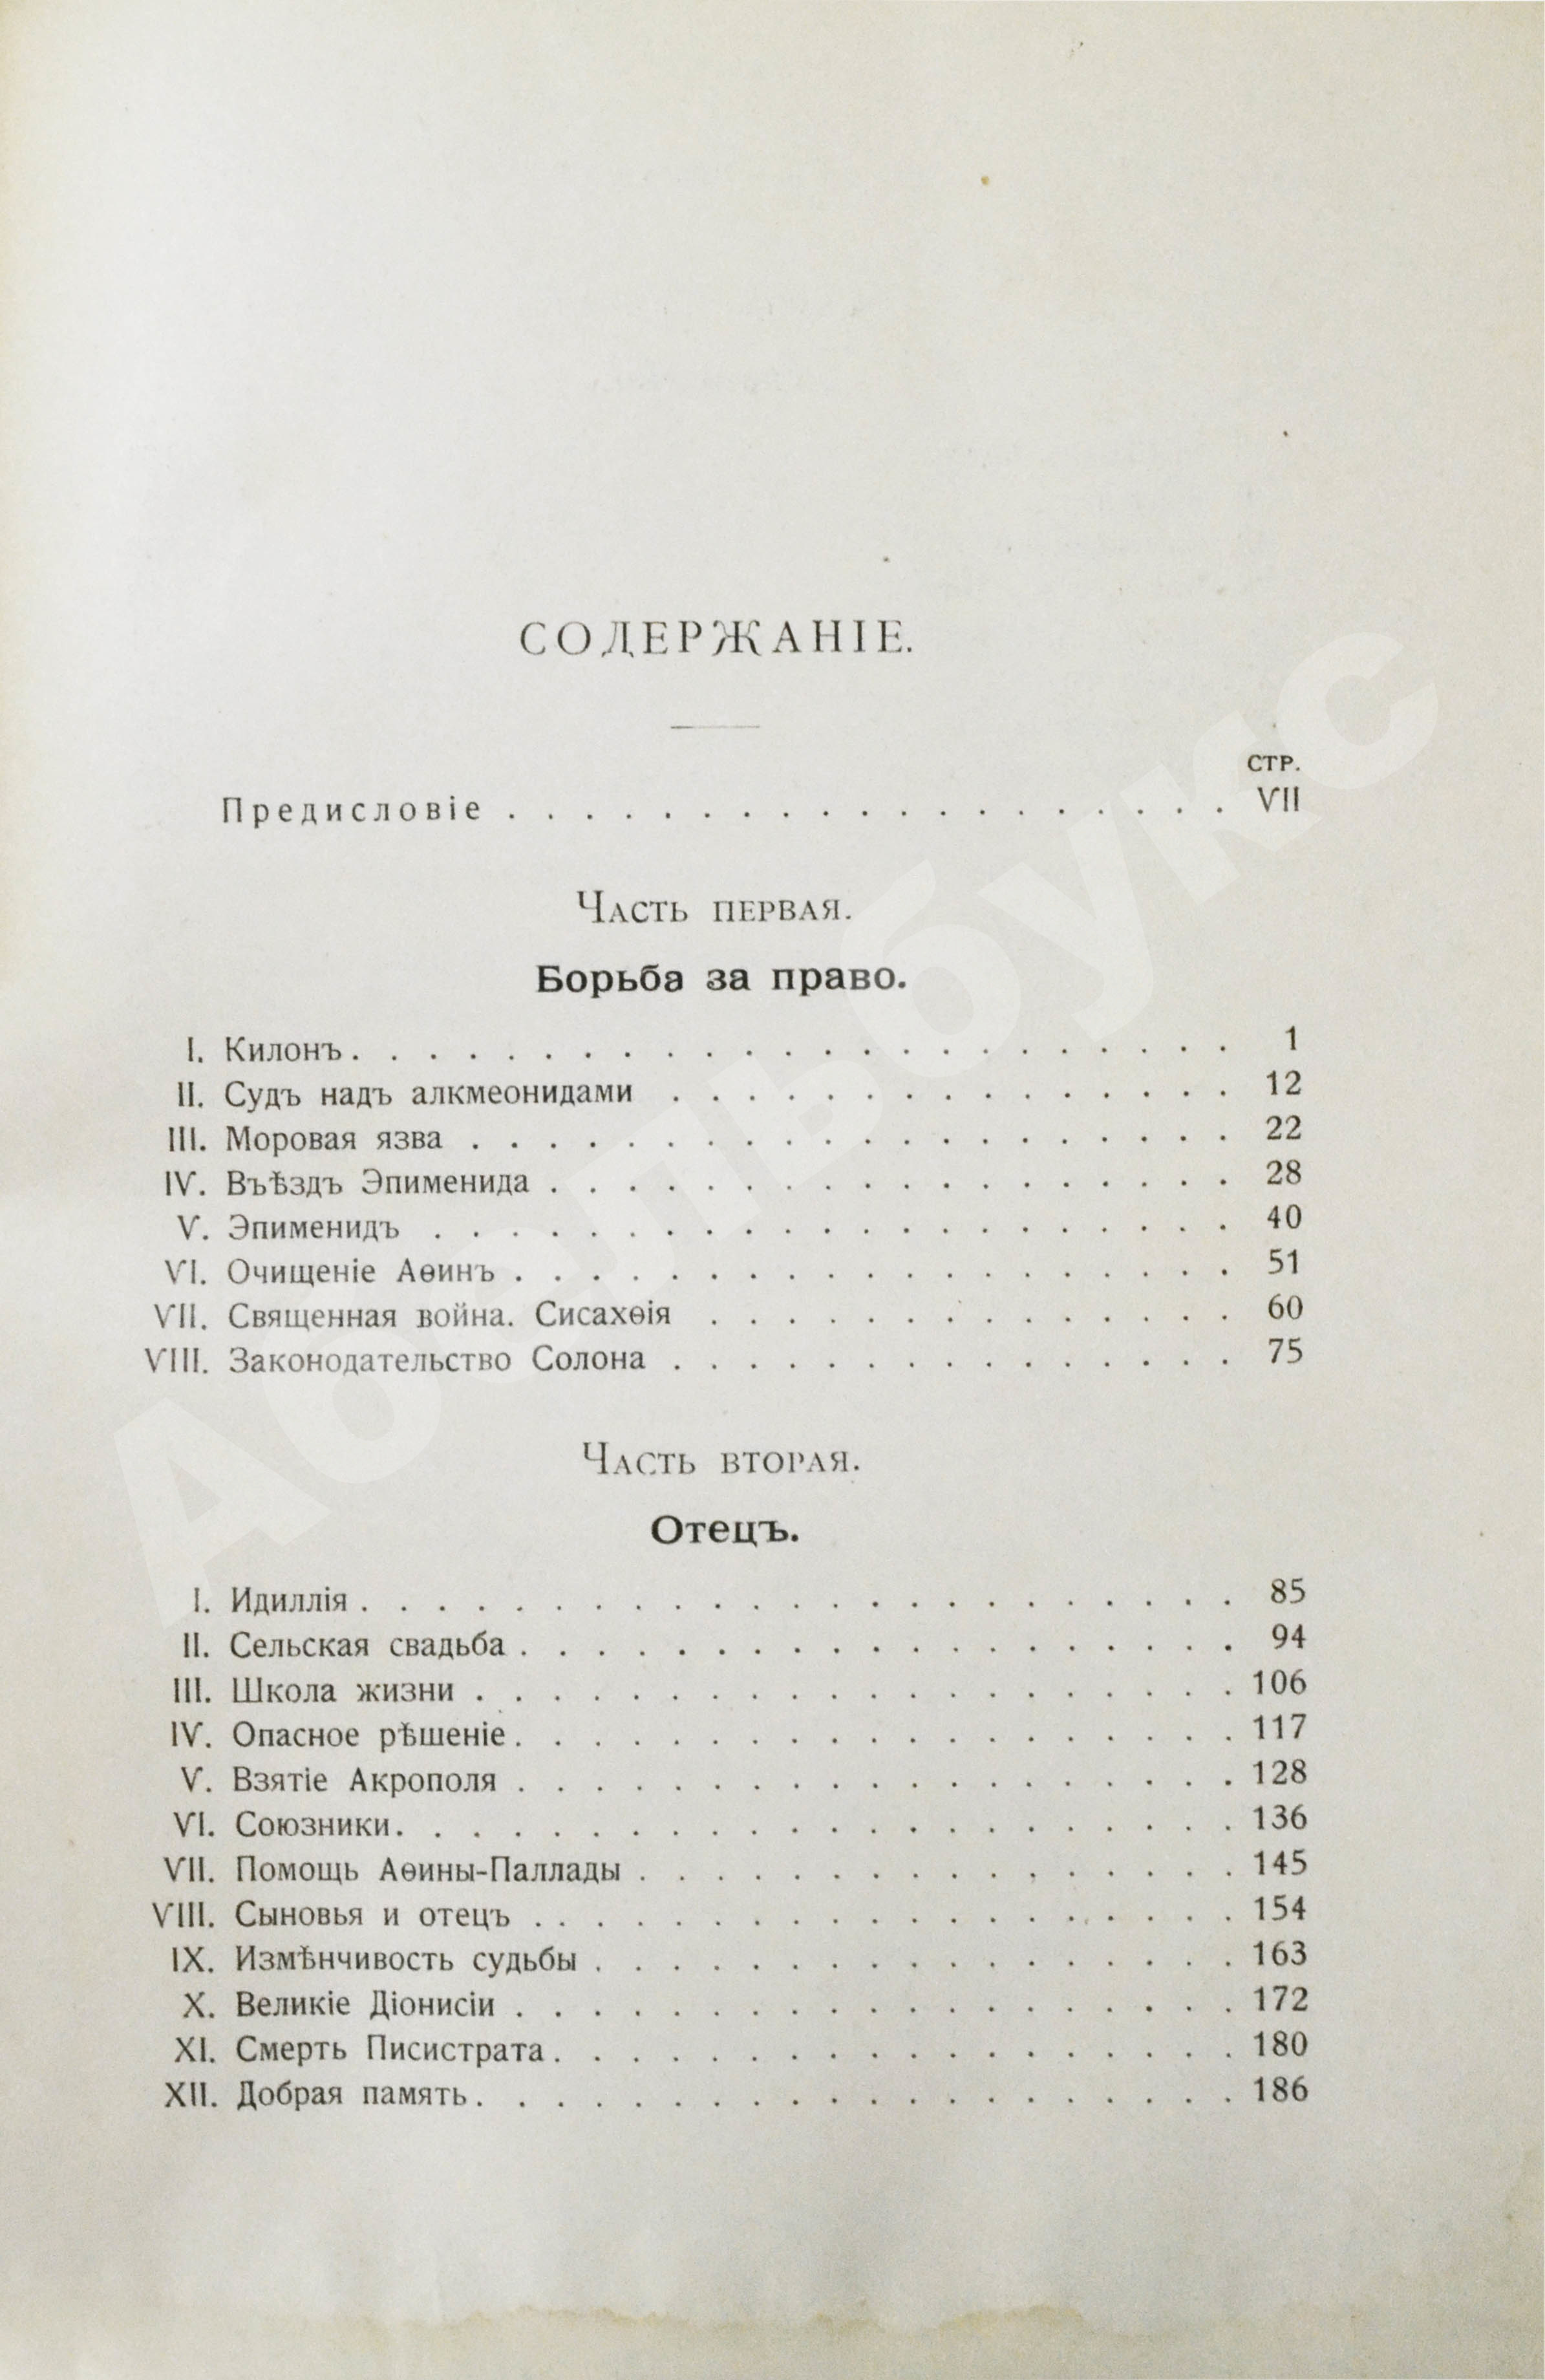 СОДЕРЖАНІЕ.
СТР.
Предисловіе . . . . . . . . . . . . . . . . . . . VII
Часть первая.
Борьба за право.
I. Килонъ. . . . . . . . . . . . . . . . . . . . . . . 1
II. Судъ надъ алкмеонидами . . . . . . . . . . . . . . . 12
III. Моровая язва . . . . . . . . . . . . . . . . . . . . 22
IV. Въѣздъ Эпименида . . . . . . . . . . . . . . . . . . 28
V. Эпименидъ . . . . . . . . . . . . . . . . . . . . . 40
VI. Очищеніе Аѳинъ . . . . . . . . . . . . . . . . . . . 51
VII. Священная война. Сисахѳія . . . . . . . . . . . . . . 60
VIII. Законодательство Солона . . . . . . . . . . . . . . . 75
Часть вторая.
Отецъ.
I. Идиллія . . . . . . . . . . . . . . . . . . . . . . . 85
II. Сельская свадьба . . . . . . . . . . . . . . . . . . . 94
III. Школа жизни . . . . . . . . . . . . . . . . . . . . 106
IV. Опасное рѣшеніе. . . . . . . . . . . . . . . . . . . 117
V. Взятіе Акрополя . . . . . . . . . . . . . . . . . . . 128
VI. Союзники. . . . . . . . . . . . . . . . . . . . . . 136
VII. Помощь Аѳины-Паллады . . . . . . . . . . . . . . . . 145
VIII. Сыновья и отецъ . . . . . . . . . . . . . . . . . . . 154
IX. Измѣнчивость судьбы . . . . . . . . . . . . . . . . . 163
X. Великіе Діонисіи . . . . . . . . . . . . . . . . . . . 172
XI. Смерть Писистрата. . . . . . . . . . . . . . . . . . 180
XII. Добрая память. . . . . . . . . . . . . . . . . . . . 186